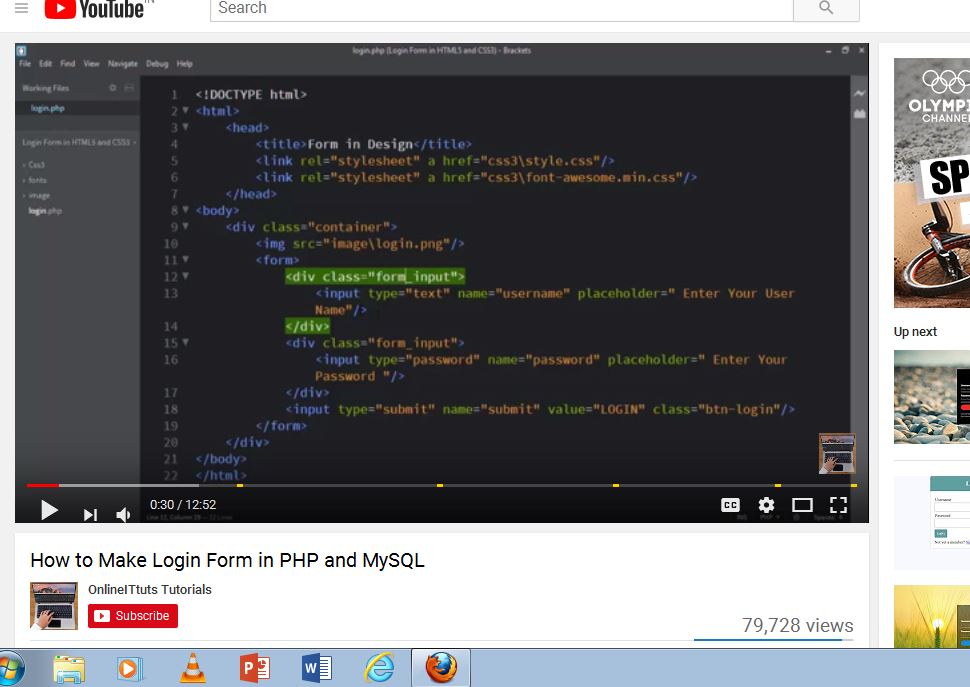 YouTube IN
Search
login.php (Login Form in HTML5 and CSS3) - Brackets
File Edit Find View Navigate Debug Help
Working Files
login.php
Login Form in HTML5 and CSS3
Css3
fonts
image
login.php
1 <!DOCTYPE html>
2 <html>
3 <head>
4 <title>Form in Design</title>
5 <link rel="stylesheet" a href="css3\style.css"/>
6 <link rel="stylesheet" a href="css3\font-awesome.min.css"/>
7 </head>
8 <body>
9 <div class="container">
10 <img src="image\login.png"/>
11 <form>
12 <div class="form_input">
13 <input type="text" name="username" placeholder=" Enter Your User
Name"/>
14 </div>
15 <div class="form_input">
16 <input type="password" name="password" placeholder=" Enter Your
Password "/>
17 </div>
18 <input type="submit" name="submit" value="LOGIN" class="btn-login"/>
19 </form>
20 </div>
21 </body>
22 </html>
0:30 / 12:52
CC
How to Make Login Form in PHP and MySQL
OnlineITtuts Tutorials
Subscribe
79,728 views
OLYMPIC
CHANNEL
SP
Up next
Username
Password